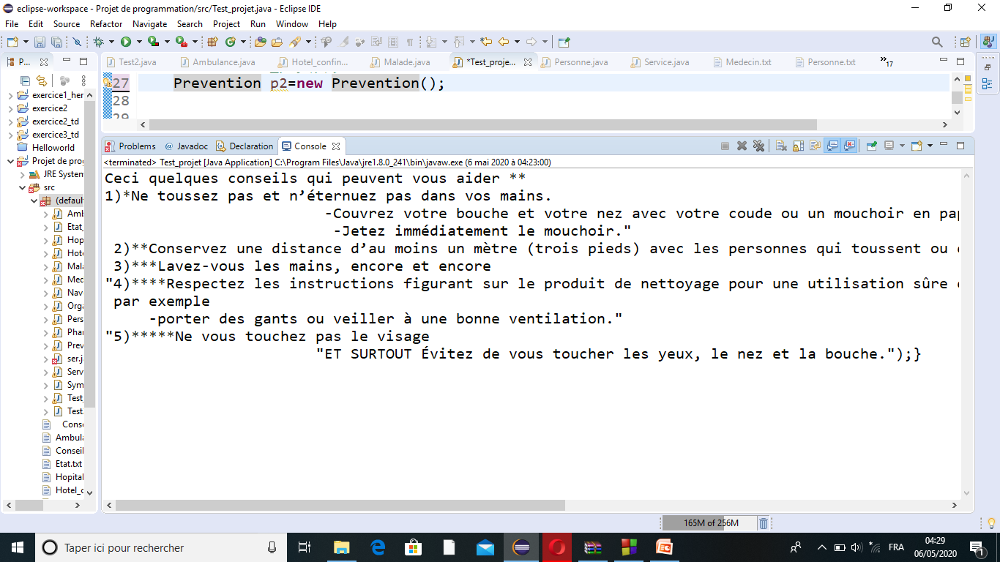 eclipse-workspace - Projet de programmation/src/Test_projet.java - Eclipse IDE
File Edit Source Refactor Navigate Search Project Run Window Help
P...
Test2.java Ambulance.java Hotel_confin... Malade.java *Test_proje... Personne.java Service.java Medecin.txt Personne.txt »17
27 Prevention p2=new Prevention();
28
29
exercice1_her
exercice2
exercice2_td
exercice3_td
Helloworld
Projet de prog
JRE System
src
(default
Amb
Etat_
Hop
Hote
Mala
Med
Nav
Orga
Pers
Phar
Prev
ser.j
Serv
Sym
Test_
Test
Conse
Ambula
Conseil
Etat.txt
Hopital
Hotel_c
Problems @ Javadoc Declaration Console
<terminated> Test_projet [Java Application] C:\Program Files\Java\jre1.8.0_241\bin\javaw.exe (6 mai 2020 à 04:23:00)
Ceci quelques conseils qui peuvent vous aider **
1)*Ne toussez pas et n’éternuez pas dans vos mains.
-Couvrez votre bouche et votre nez avec votre coude ou un mouchoir en pap
-Jetez immédiatement le mouchoir."
2)**Conservez une distance d’au moins un mètre (trois pieds) avec les personnes qui toussent ou
3)***Lavez-vous les mains, encore et encore
"4)****Respectez les instructions figurant sur le produit de nettoyage pour une utilisation sûre
par exemple
-porter des gants ou veiller à une bonne ventilation."
"5)*****Ne vous touchez pas le visage
"ET SURTOUT Évitez de vous toucher les yeux, le nez et la bouche.");}
165M of 256M
Taper ici pour rechercher
FRA
04:29
06/05/2020
1